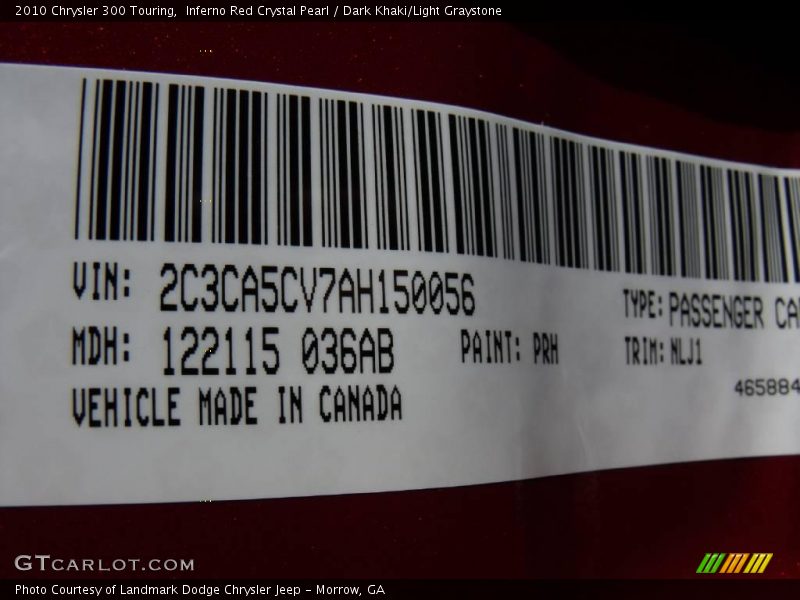 2010 Chrysler 300 Touring,  Inferno Red Crystal Pearl / Dark Khaki/Light Graystone
VIN: 2C3CA5CV7AH150056
TYPE: PASSENGER CA
MDH: 122115 036AB
PAINT: PRH
TRIM: NLJ1
465884
VEHICLE MADE IN CANADA
GTCARLOT.COM
Photo Courtesy of Landmark Dodge Chrysler Jeep - Morrow, GA